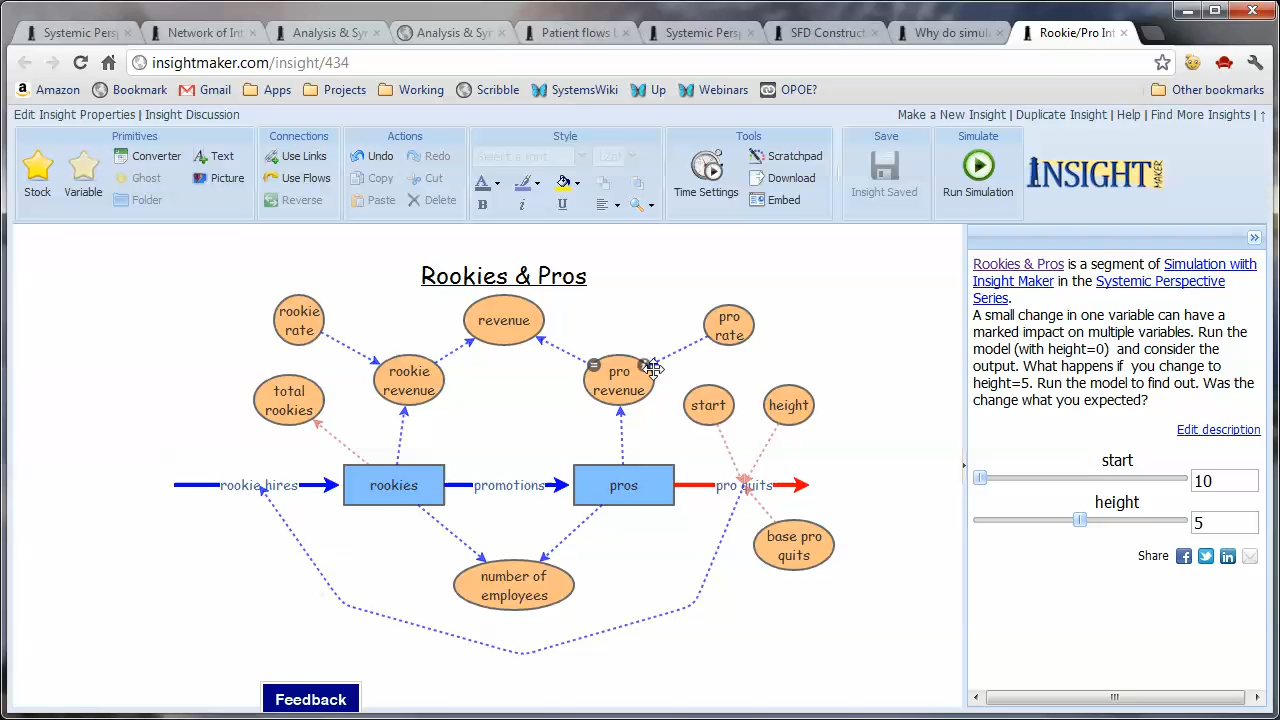 Systemic Persp
Network of Int
Analysis & Syn
Analysis & Syn
Patient flows
Systemic Persp
SFD Construct
Why do simul
Rookie/Pro Int
insightmaker.com/insight/434
Amazon
Bookmark
Gmail
Apps
Projects
Working
Scribble
SystemsWiki
Up
Webinars
OPOE?
Other bookmarks
Edit Insight Properties | Insight Discussion
Make a New Insight | Duplicate Insight | Help | Find More Insights | ↑
Primitives
Connections
Actions
Style
Tools
Save
Simulate
Stock
Variable
Converter
Ghost
Folder
Text
Picture
Use Links
Use Flows
Reverse
Undo
Redo
Copy
Cut
Paste
Delete
Select a font
12pt
A
B
i
U
Time Settings
Scratchpad
Download
Embed
Insight Saved
Run Simulation
INSIGHT
MAKER
Rookies & Pros
rookie
rate
revenue
pro
rate
rookie
revenue
pro
revenue
total
rookies
start
height
rookie hires
rookies
promotions
pros
pro quits
base pro
quits
number of
employees
Feedback
Rookies & Pros is a segment of Simulation with
Insight Maker in the Systemic Perspective
Series.
A small change in one variable can have a
marked impact on multiple variables. Run the
model (with height=0) and consider the
output. What happens if you change to
height=5. Run the model to find out. Was the
change what you expected?
Edit description
start
10
height
5
Share